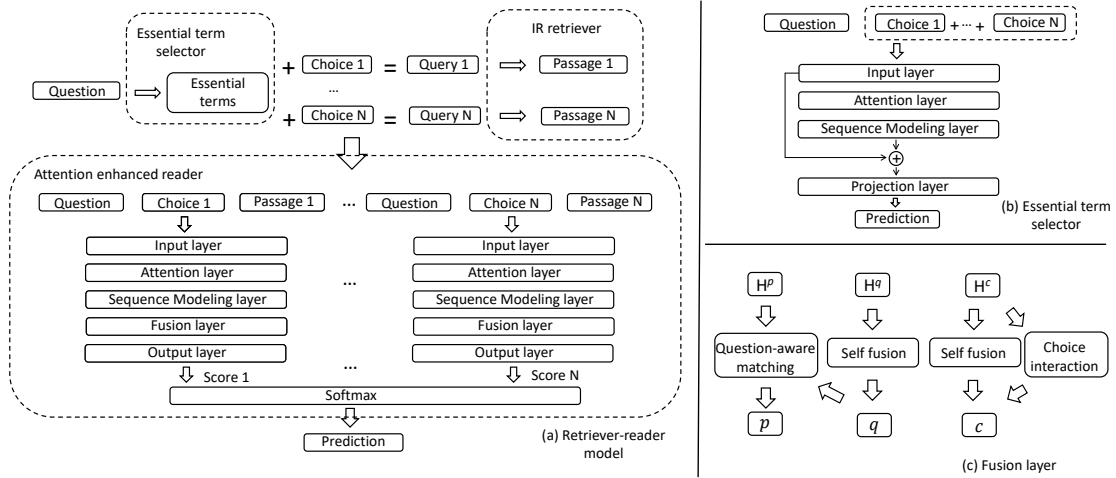 Essential term
selector
IR retriever
Question
Essential
terms
+ Choice 1 = Query 1
Passage 1
...
+ Choice N = Query N
Passage N
Attention enhanced reader
Question Choice 1 Passage 1 ... Question Choice N Passage N
Input layer
Attention layer
Sequence Modeling layer
Fusion layer
Output layer
Score 1
...
...
Input layer
Attention layer
Sequence Modeling layer
Fusion layer
Output layer
Score N
Softmax
Prediction
(a) Retriever-reader
model
Question Choice 1 + ... + Choice N
Input layer
Attention layer
Sequence Modeling layer
+
Projection layer
Prediction
(b) Essential term
selector
Hᵖ H^q Hᶜ
Question-aware
matching
Self fusion
Self fusion
Choice
interaction
p q c
(c) Fusion layer